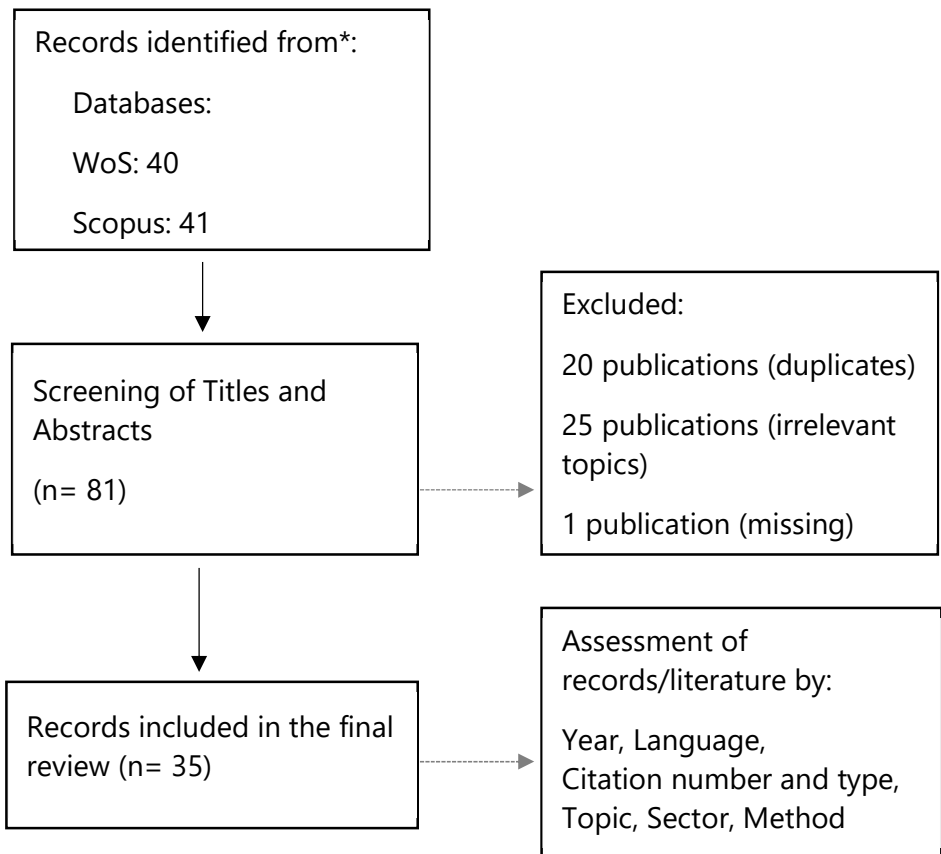 Records identified from*:
Databases:
WoS: 40
Scopus: 41
Screening of Titles and
Abstracts
(n= 81)
Excluded:
20 publications (duplicates)
25 publications (irrelevant
topics)
1 publication (missing)
Records included in the final
review (n= 35)
Assessment of
records/literature by:
Year, Language,
Citation number and type,
Topic, Sector, Method